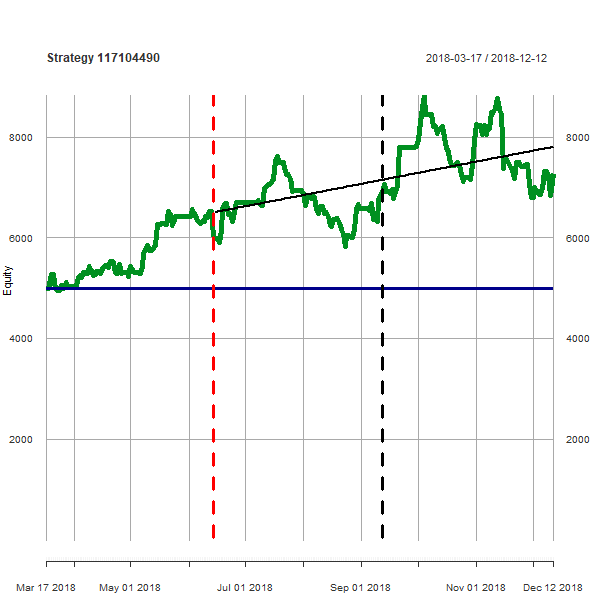 Strategy 117104490
2018-03-17 / 2018-12-12
8000
8000
6000
6000
Equity
4000
4000
2000
2000
Mar 17 2018
May 01 2018
Jul 01 2018
Sep 01 2018
Nov 01 2018
Dec 12 2018